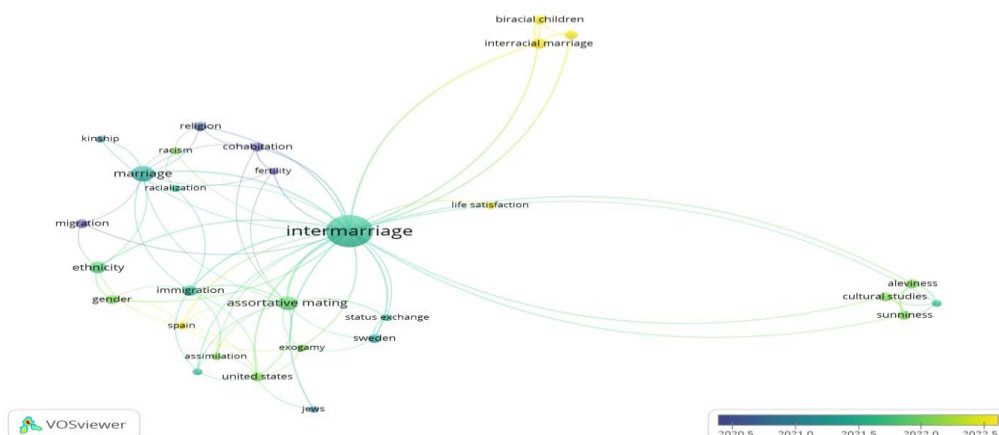 biracial children
interracial marriage
religion
kinship
racism
cohabitation
marriage
fertility
racialization
life satisfaction
migration
intermarriage
ethnicity
immigration
gender
assortative mating
aleviness
cultural studies
sunniness
status exchange
spain
sweden
exogamy
assimilation
united states
jews
VOSviewer
2020.5 2021.0 2021.5 2022.0 2022.5